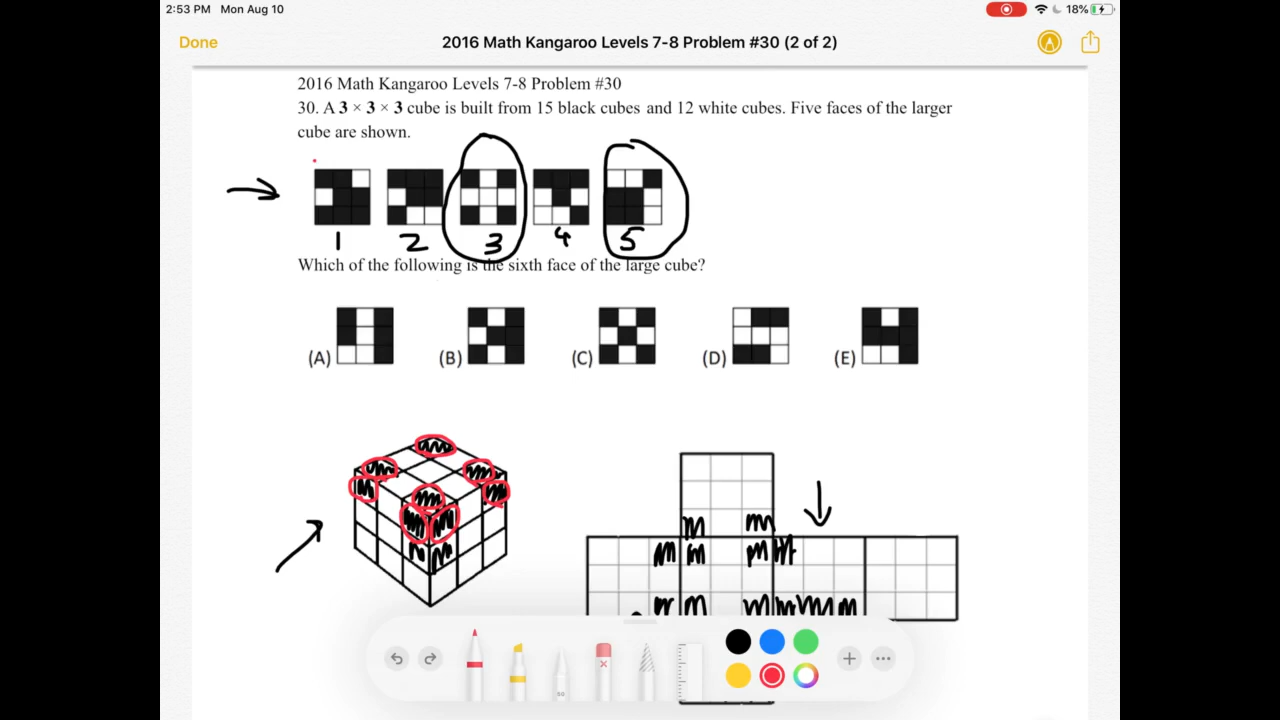 2:53 PM Mon Aug 10
18%
Done
2016 Math Kangaroo Levels 7-8 Problem #30 (2 of 2)
2016 Math Kangaroo Levels 7-8 Problem #30
30. A 3 × 3 × 3 cube is built from 15 black cubes and 12 white cubes. Five faces of the larger
cube are shown.
1 2 3 4 5
Which of the following is the sixth face of the large cube?
(A) (B) (C) (D) (E)
80